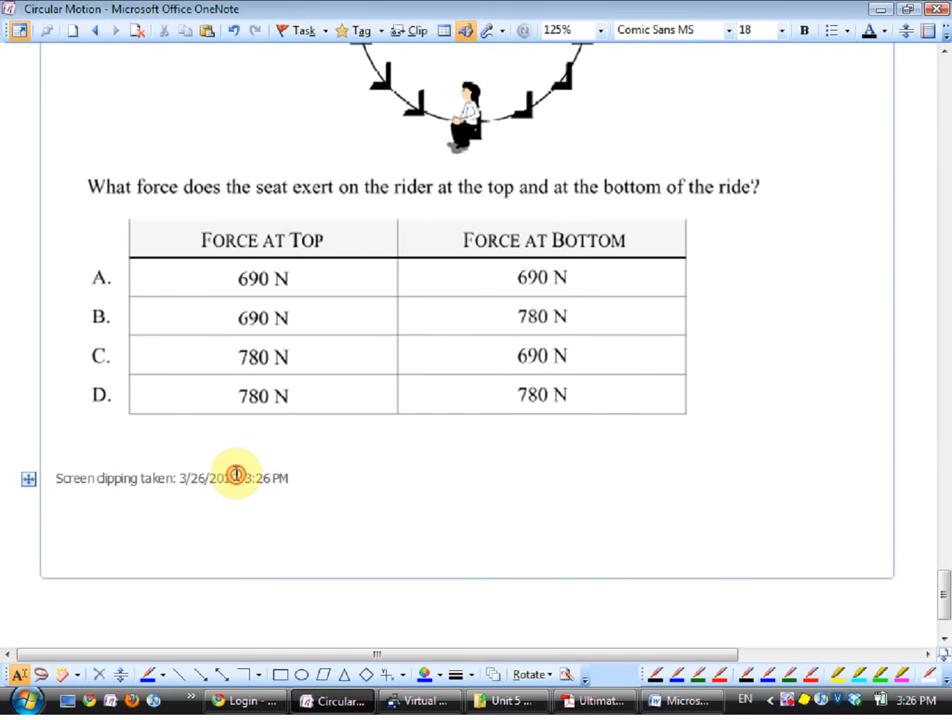 Circular Motion - Microsoft Office OneNote
Task Tag Clip 125% Comic Sans MS 18 B A
What force does the seat exert on the rider at the top and at the bottom of the ride?
FORCE AT TOP FORCE AT BOTTOM
A. 690 N 690 N
B. 690 N 780 N
C. 780 N 690 N
D. 780 N 780 N
Screen clipping taken: 3:26 PM
Rotate
Login - ... Circular... Virtual ... Unit 5 ... Ultimat... Micros... EN 3:26 PM